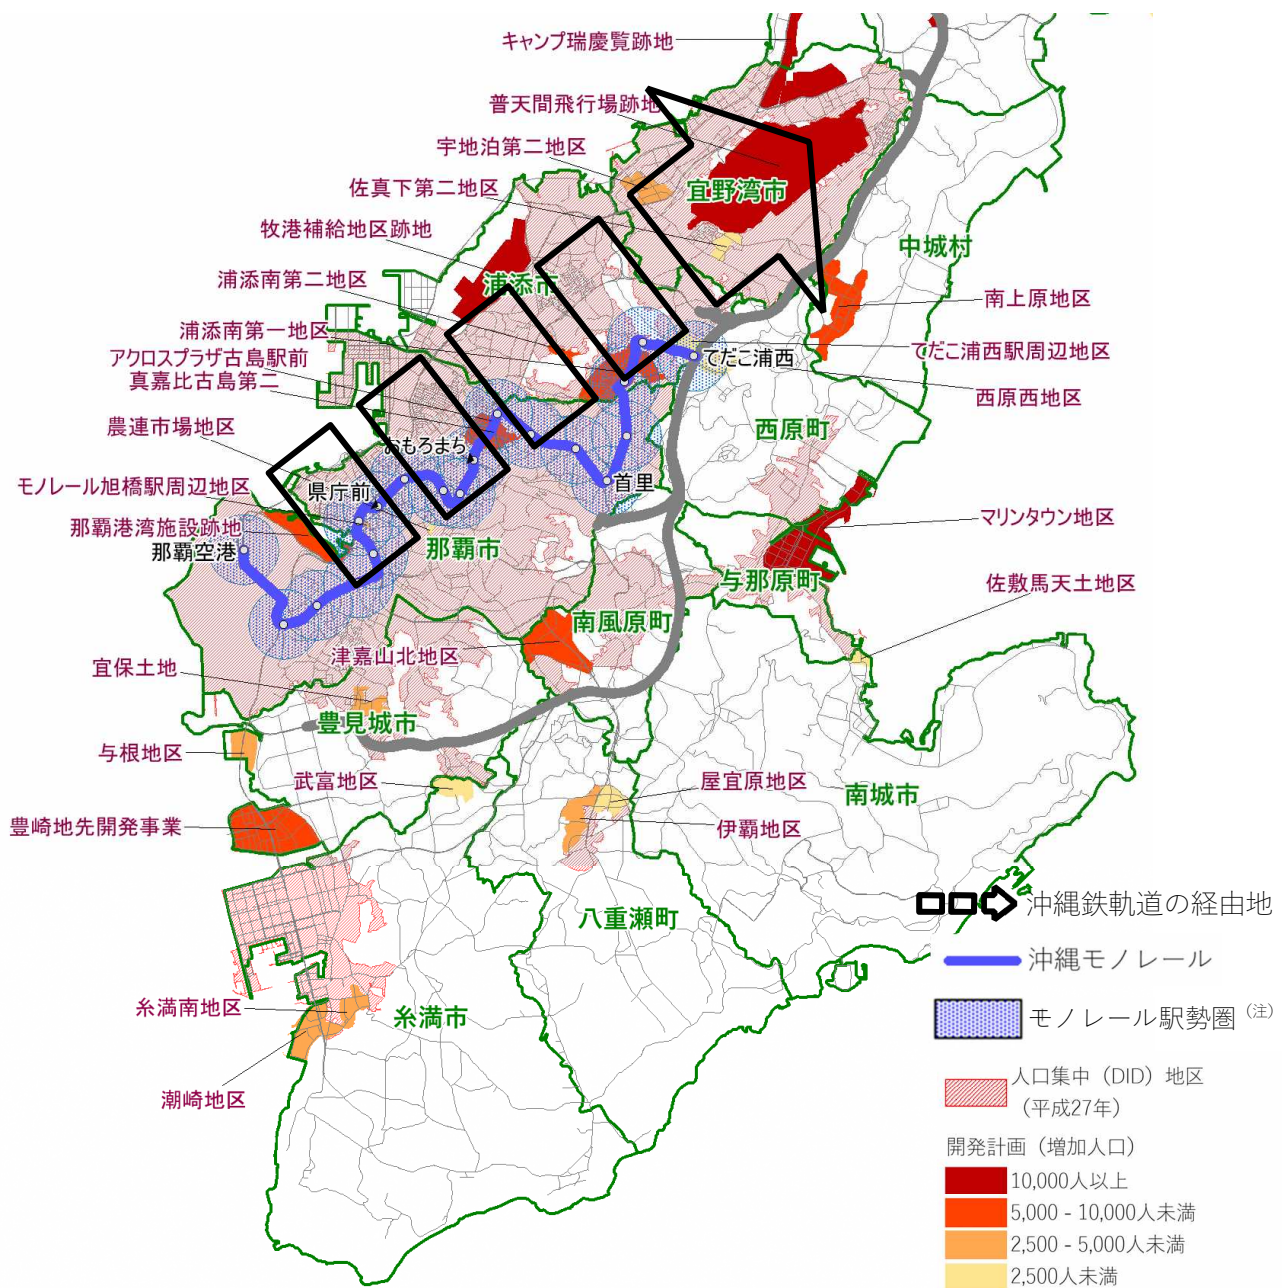 キャンプ瑞慶覧跡地
普天間飛行場跡地
宇地泊第二地区
佐真下第二地区
宜野湾市
牧港補給地区跡地
中城村
浦添南第二地区
浦添市
南上原地区
浦添南第一地区
アクロスプラザ古島駅前
てだこ浦西
てだこ浦西駅周辺地区
真嘉比古島第二
西原西地区
農連市場地区
おもろまち
西原町
モノレール旭橋駅周辺地区
県庁前
首里
那覇港湾施設跡地
マリンタウン地区
那覇空港
那覇市
与那原町
佐敷馬天土地区
南風原町
宜保土地
津嘉山北地区
豊見城市
与根地区
武富地区
屋宜原地区
南城市
豊崎地先開発事業
伊覇地区
沖縄鉄軌道の経由地
八重瀬町
沖縄モノレール
糸満南地区
糸満市
モノレール駅勢圏 (注)
潮崎地区
人口集中（DID）地区
（平成27年）
開発計画（増加人口）
10,000人以上
5,000 - 10,000人未満
2,500 - 5,000人未満
2,500人未満